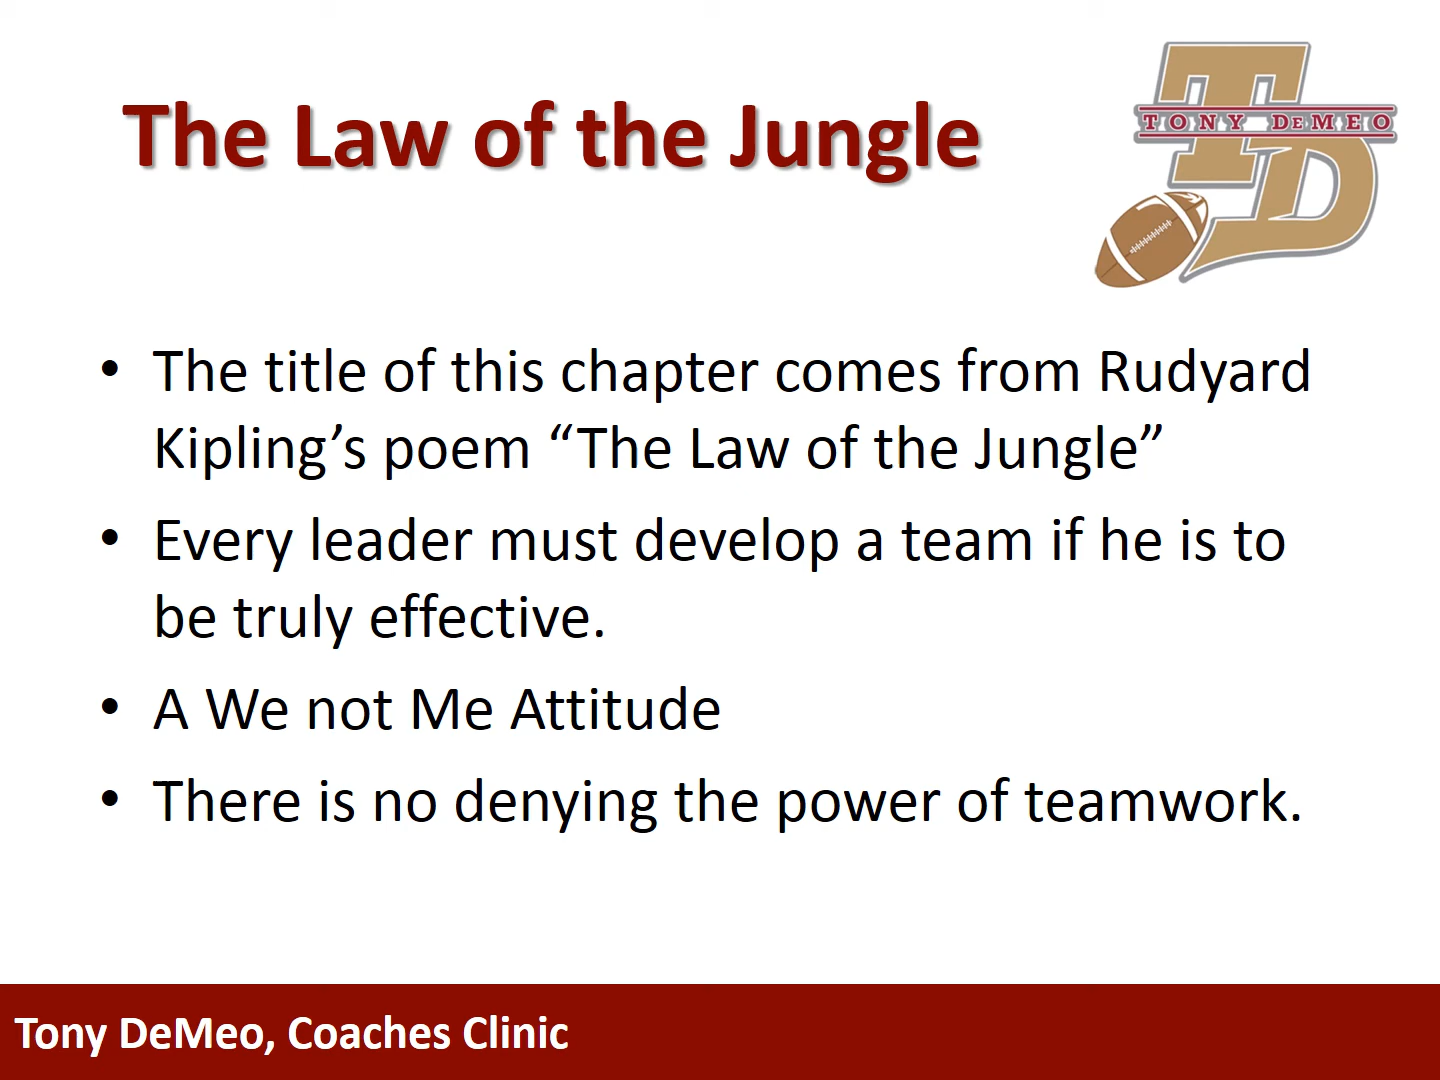 The Law of the Jungle
TONY DEMEO
TD
• The title of this chapter comes from Rudyard
Kipling’s poem “The Law of the Jungle”
• Every leader must develop a team if he is to
be truly effective.
• A We not Me Attitude
• There is no denying the power of teamwork.
Tony DeMeo, Coaches Clinic